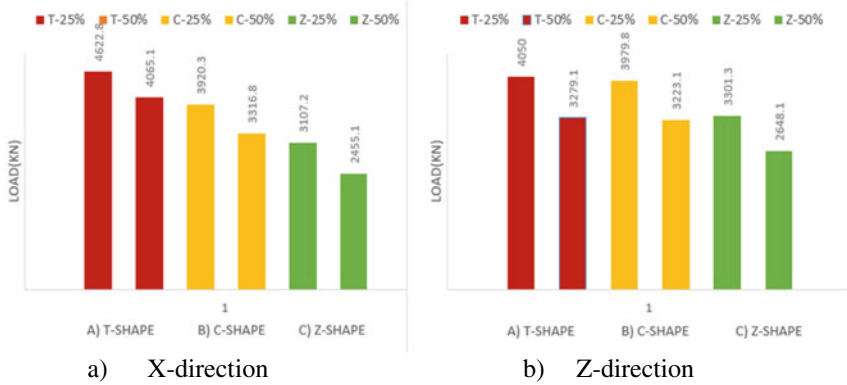 T-25% T-50% C-25% C-50% Z-25% Z-50%
4622.8
4065.1
3920.3
3316.8
3107.2
2455.1
LOAD(KN)
1
A) T-SHAPE B) C-SHAPE C) Z-SHAPE
a) X-direction
T-25% T-50% C-25% C-50% Z-25% Z-50%
4050
3279.1
3979.8
3223.1
3301.3
2648.1
LOAD(KN)
1
A) T-SHAPE B) C-SHAPE C) Z-SHAPE
b) Z-direction